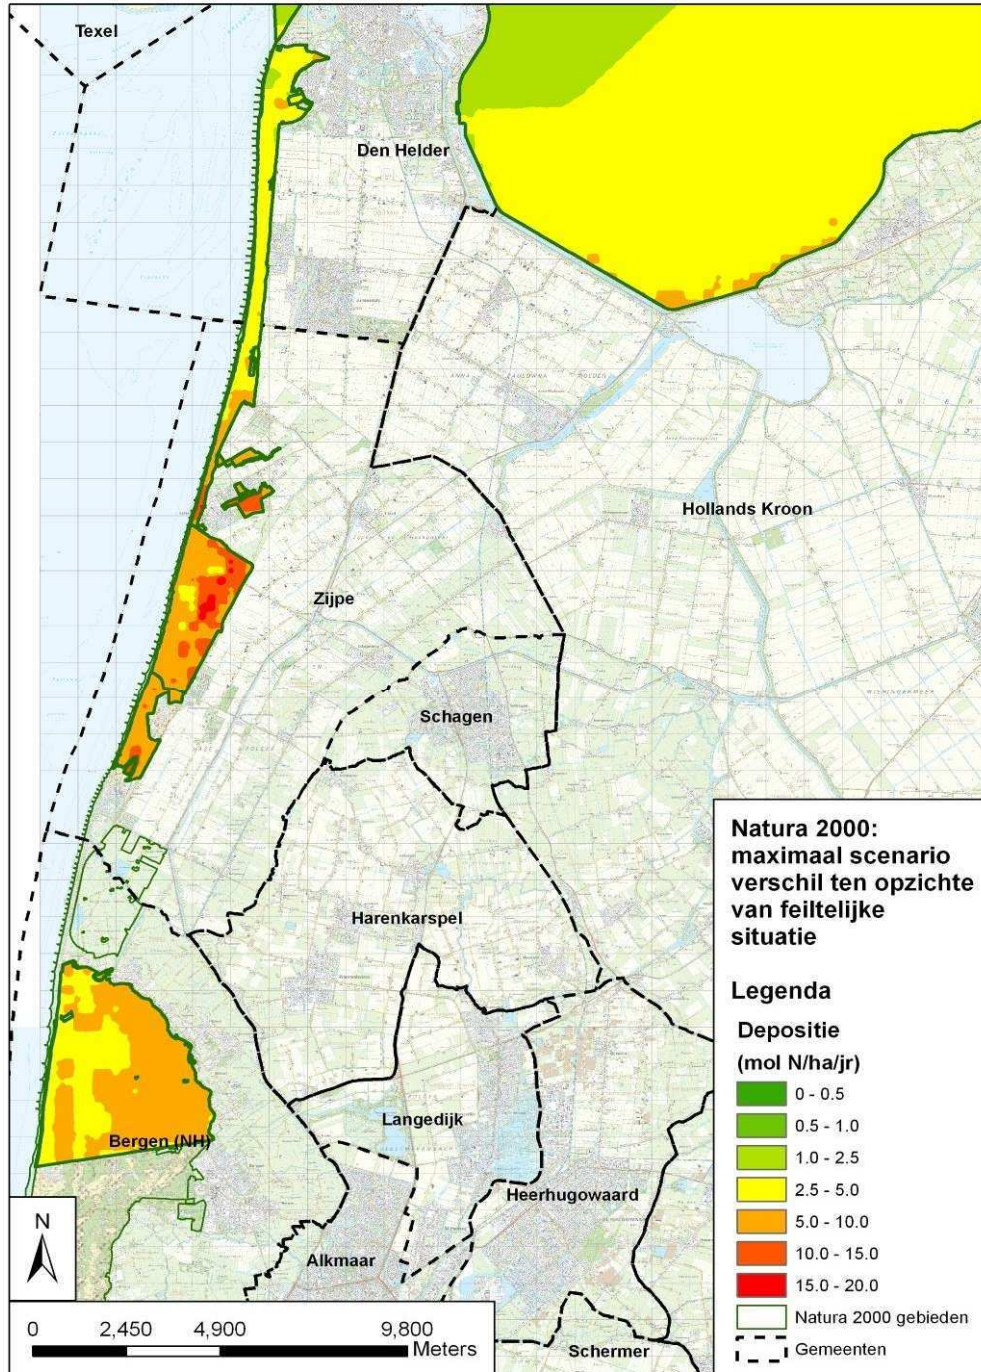 Texel
Den Helder
Hollands Kroon
Zijpe
Schagen
Harenkarspel
Langedijk
Bergen (NH)
Heerhugowaard
Alkmaar
Schermer
Natura 2000:
maximaal scenario
verschil ten opzichte
van feiltelijke
situatie
Legenda
Depositie
(mol N/ha/jr)
0 - 0.5
0.5 - 1.0
1.0 - 2.5
2.5 - 5.0
5.0 - 10.0
10.0 - 15.0
15.0 - 20.0
Natura 2000 gebieden
Gemeenten
N
0 2,450 4,900 9,800
Meters